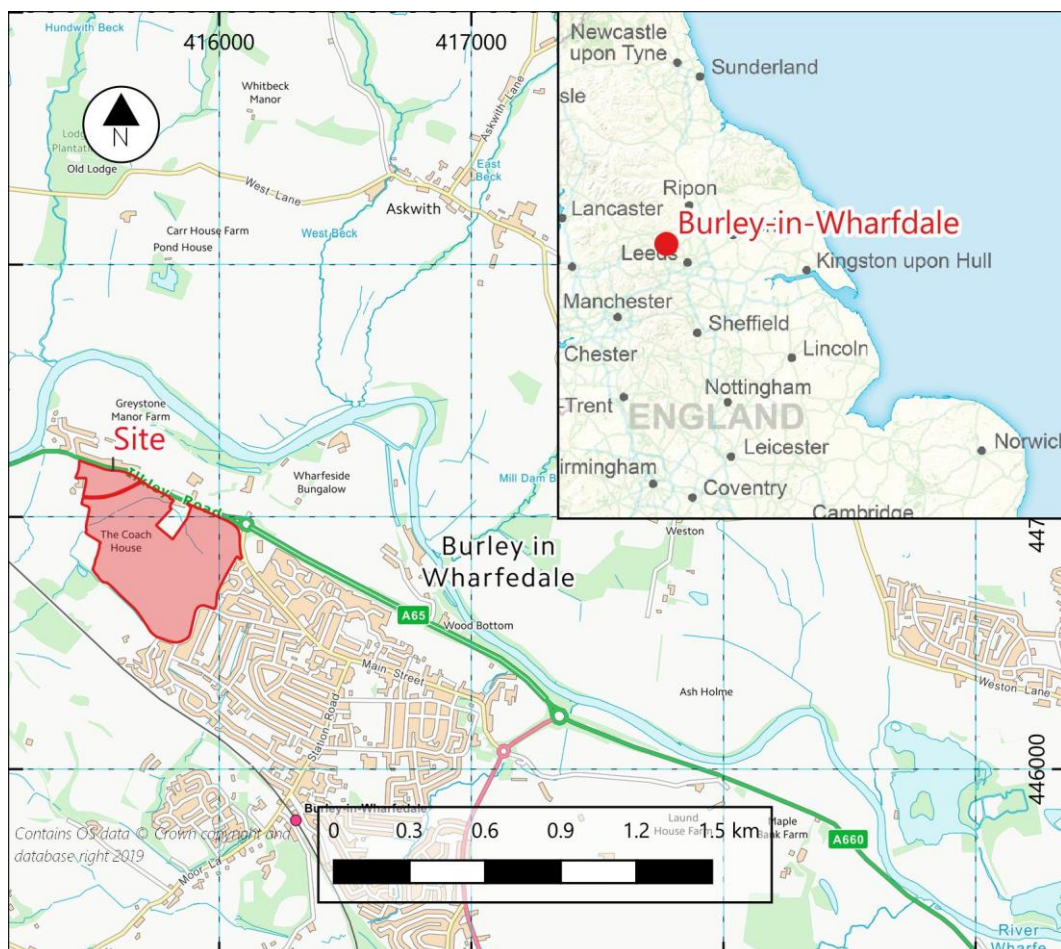 Hundwith Beck
416000
417000
Whitbeck
Manor
Askwith Lane
Old Lodge
West Lane
East
Beck
Askwith
West Beck
Carr House Farm
Pond House
Greystone
Manor Farm
Site
Ilkley Road
Wharfeside
Bungalow
Mill Dam B
The Coach
House
Burley in
Wharfedale
Weston
A65
Wood Bottom
Main Street
Station Road
Ash Holme
Weston Lane
446000
Burley-in-Wharfedale
Moor La
Laund
House Farm
Maple
Bank Farm
A660
River
Wharfe
Contains OS data © Crown copyright and
database right 2019
0 0.3 0.6 0.9 1.2 1.5 km
N
Newcastle
upon Tyne
Sunderland
sle
Ripon
Lancaster
Burley-in-Wharfdale
Leeds
Kingston upon Hull
Manchester
Sheffield
Chester
Lincoln
Nottingham
-Trent
ENGLAND
Leicester
Norwich
irmingham
Coventry
Cambridge